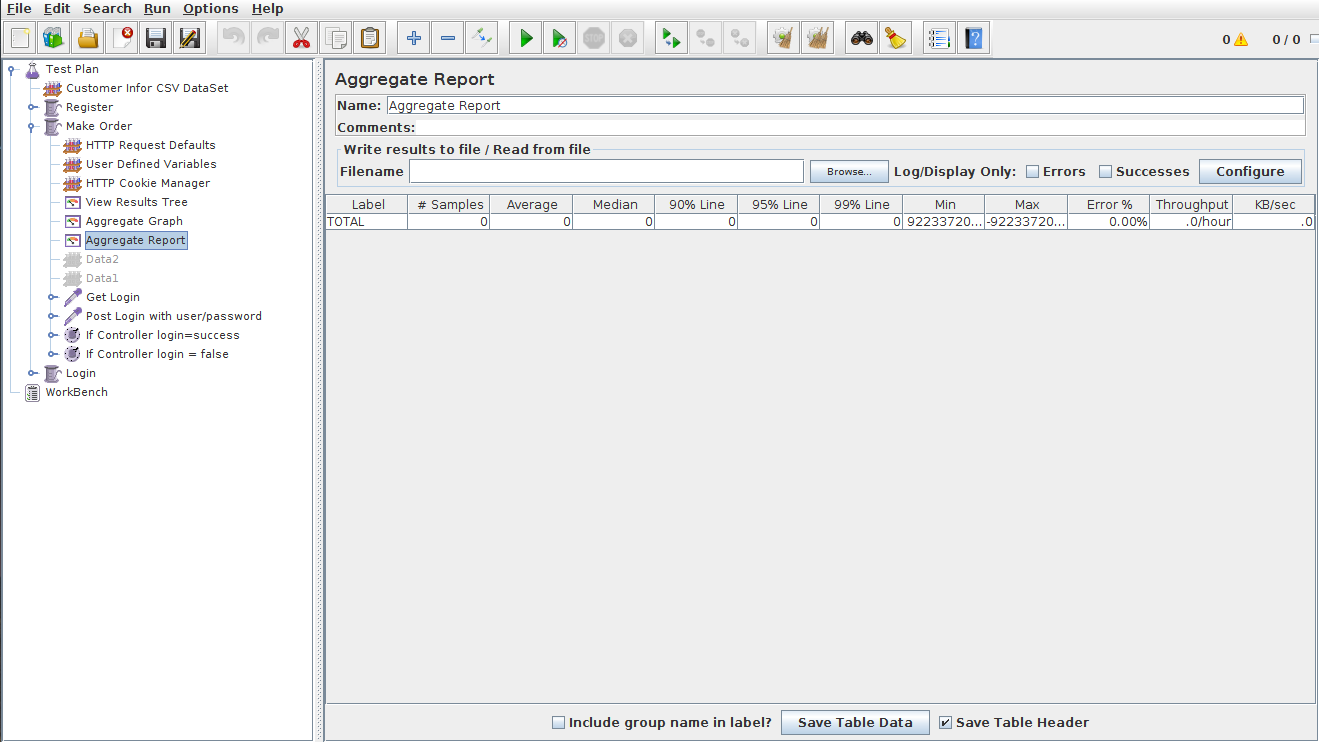 File Edit Search Run Options Help
0 0 / 0
Test Plan
Customer Infor CSV DataSet
Register
Make Order
HTTP Request Defaults
User Defined Variables
HTTP Cookie Manager
View Results Tree
Aggregate Graph
Aggregate Report
Data2
Data1
Get Login
Post Login with user/password
If Controller login=success
If Controller login = false
Login
WorkBench
Aggregate Report
Name: Aggregate Report
Comments:
Write results to file / Read from file
Filename Browse... Log/Display Only: Errors Successes Configure
Label # Samples Average Median 90% Line 95% Line 99% Line Min Max Error % Throughput KB/sec
TOTAL 0 0 0 0 0 0 92233720... -92233720... 0.00% .0/hour .0
Include group name in label? Save Table Data Save Table Header